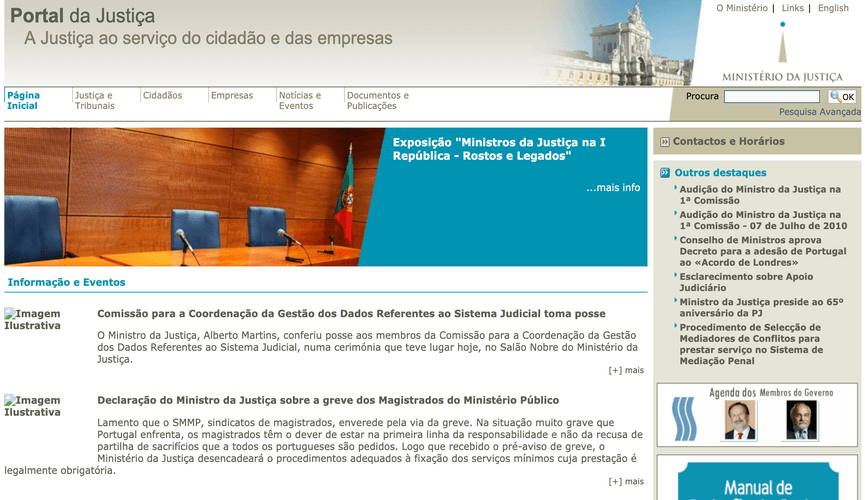 Portal da Justiça
A Justiça ao serviço do cidadão e das empresas
O Ministério | Links | English
MINISTÉRIO DA JUSTIÇA
Página
Inicial
Justiça e
Tribunais
Cidadãos
Empresas
Notícias e
Eventos
Documentos e
Publicações
Procura
OK
Pesquisa Avançada
Exposição "Ministros da Justiça na I
República - Rostos e Legados"
...mais info
Informação e Eventos
Imagem
Ilustrativa
Comissão para a Coordenação da Gestão dos Dados Referentes ao Sistema Judicial toma posse
O Ministro da Justiça, Alberto Martins, conferiu posse aos membros da Comissão para a Coordenação da Gestão
dos Dados Referentes ao Sistema Judicial, numa cerimónia que teve lugar hoje, no Salão Nobre do Ministério da
Justiça.
[+] mais
Imagem
Ilustrativa
Declaração do Ministro da Justiça sobre a greve dos Magistrados do Ministério Público
Lamento que o SMMP, sindicatos de magistrados, enverede pela via da greve. Na situação muito grave que
Portugal enfrenta, os magistrados têm o dever de estar na primeira linha da responsabilidade e não da recusa de
partilha de sacrifícios que a todos os portugueses são pedidos. Logo que recebido o pré-aviso de greve, o
Ministério da Justiça desencadeará o procedimentos adequados à fixação dos serviços mínimos cuja prestação é
legalmente obrigatória.
[+] mais
Contactos e Horários
Outros destaques
Audição do Ministro da Justiça na
1ª Comissão
Audição do Ministro da Justiça na
1ª Comissão - 07 de Julho de 2010
Conselho de Ministros aprova
Decreto para a adesão de Portugal
ao «Acordo de Londres»
Esclarecimento sobre Apoio
Judiciário
Ministro da Justiça preside ao 65º
aniversário da PJ
Procedimento de Selecção de
Mediadores de Conflitos para
prestar serviço no Sistema de
Mediação Penal
Agenda dos Membros do Governo
Manual de